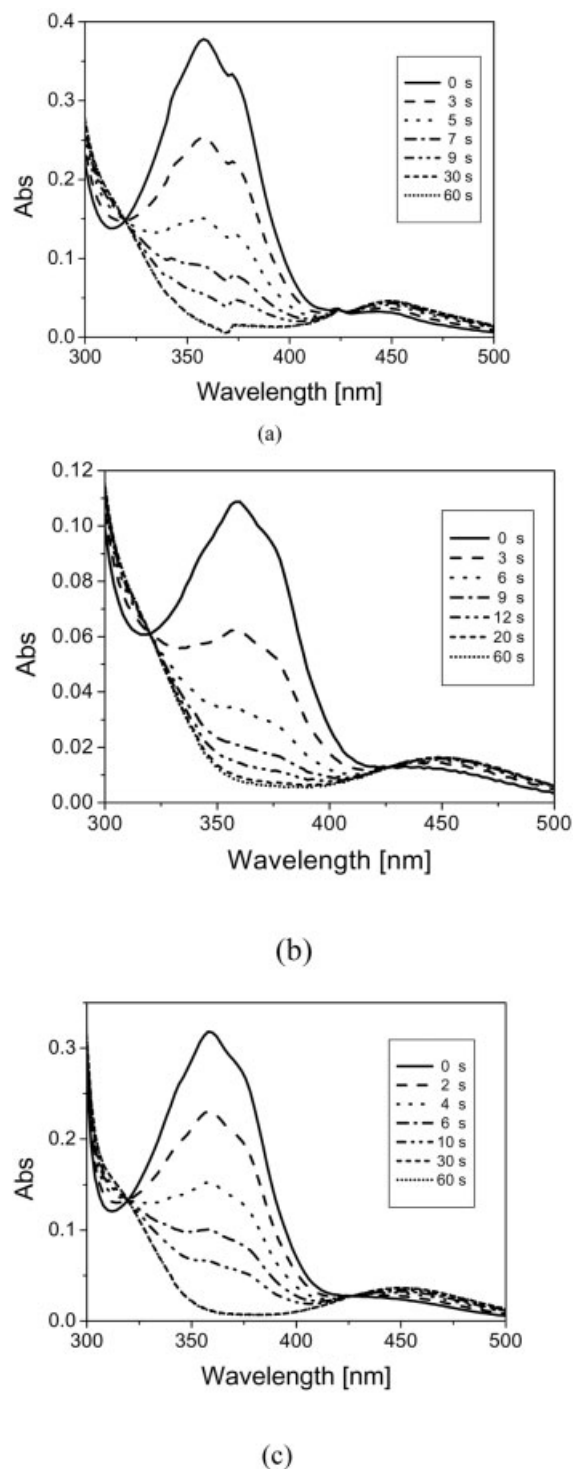 0.4
0.3
0.2
0.1
0.0
Abs
0 s
3 s
5 s
7 s
9 s
30 s
60 s
300 350 400 450 500
Wavelength [nm]
(a)
0.12
0.10
0.08
0.06
0.04
0.02
0.00
Abs
0 s
3 s
6 s
9 s
12 s
20 s
60 s
300 350 400 450 500
Wavelength [nm]
(b)
0.3
0.2
0.1
0.0
Abs
0 s
2 s
4 s
6 s
10 s
30 s
60 s
300 350 400 450 500
Wavelength [nm]
(c)